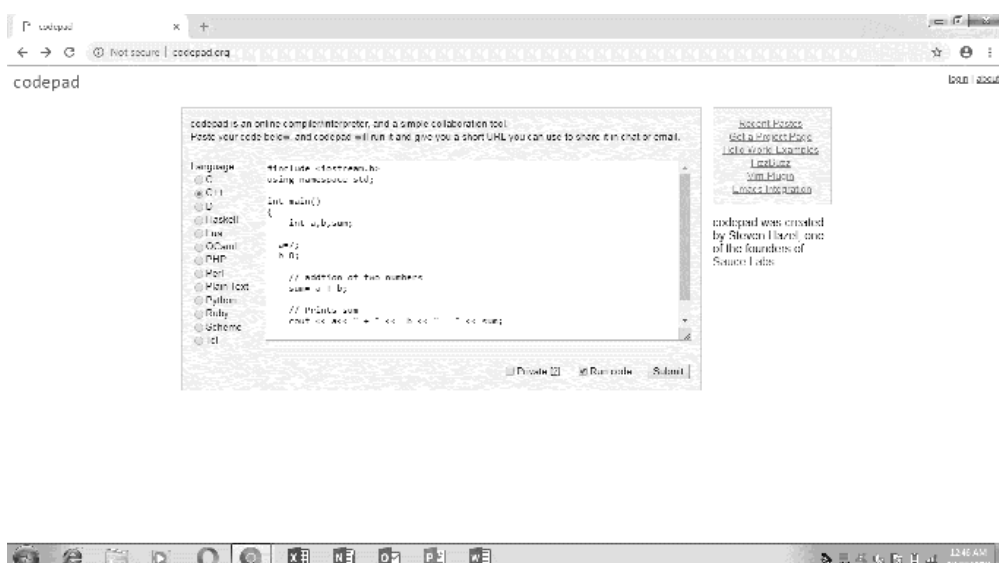 codepad
Not secure | codepad.org
codepad
login | about
codepad is an online compiler/interpreter, and a simple collaboration tool.
Paste your code below, and codepad will run it and give you a short URL you can use to share it in chat or email.
Language
C
C++
D
Haskell
Lua
OCaml
PHP
Perl
Plain Text
Python
Ruby
Scheme
Tcl
#include <iostream.h>
using namespace std;
int main()
{
int a,b,sum;
a=7;
// addtion of two numbers
sum= a + b;
// Prints sum
cout << a<< " + " << b << " = " << sum;
Private [?]
Run code
Submit
Recent Pastes
Get a Project Page
Hello World Examples
FizzBuzz
Vim Plugin
Emacs Integration
codepad was created
by Steven Hazel, one
of the founders of
Sauce Labs
12:46 AM